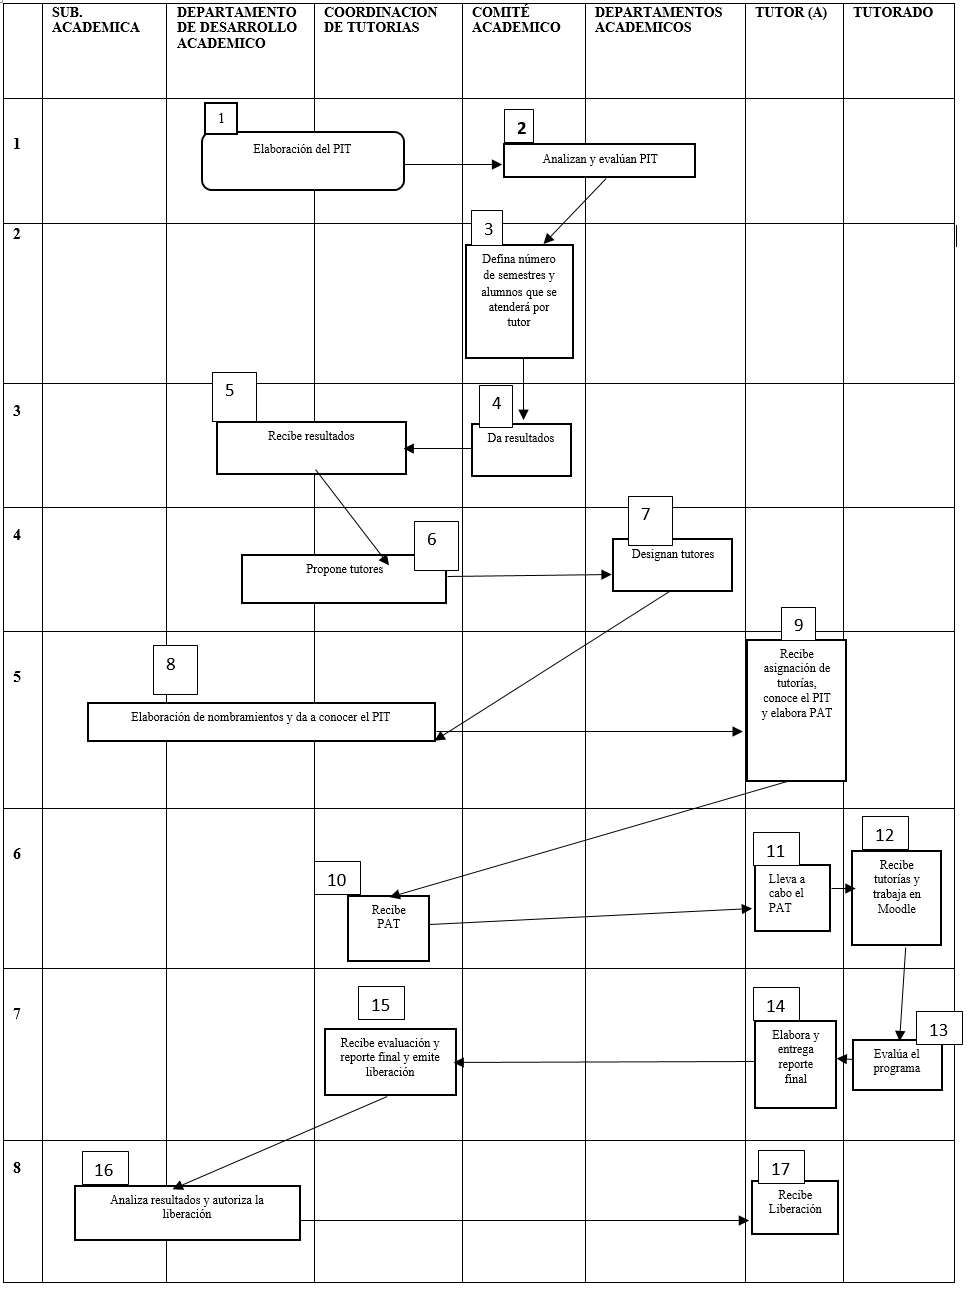 SUB.
ACADEMICA
DEPARTAMENTO
DE DESARROLLO
ACADEMICO
COORDINACION
DE TUTORIAS
COMITÉ
ACADEMICO
DEPARTAMENTOS
ACADEMICOS
TUTOR (A)
TUTORADO
1
1
Elaboración del PIT
2
Analizan y evalúan PIT
2
3
Defína número
de semestres y
alumnos que se
atenderá por
tutor
3
5
Recibe resultados
4
Da resultados
4
6
Propone tutores
7
Designan tutores
5
8
Elaboración de nombramientos y da a conocer el PIT
9
Recibe
asignación de
tutorías,
conoce el PIT
y elabora PAT
6
10
Recibe
PAT
11
Lleva a
cabo el
PAT
12
Recibe
tutorías y
trabaja en
Moodle
7
15
Recibe evaluación y
reporte final y emite
liberación
14
Elabora y
entrega
reporte
final
13
Evalúa el
programa
8
16
Analiza resultados y autoriza la
liberación
17
Recibe
Liberación